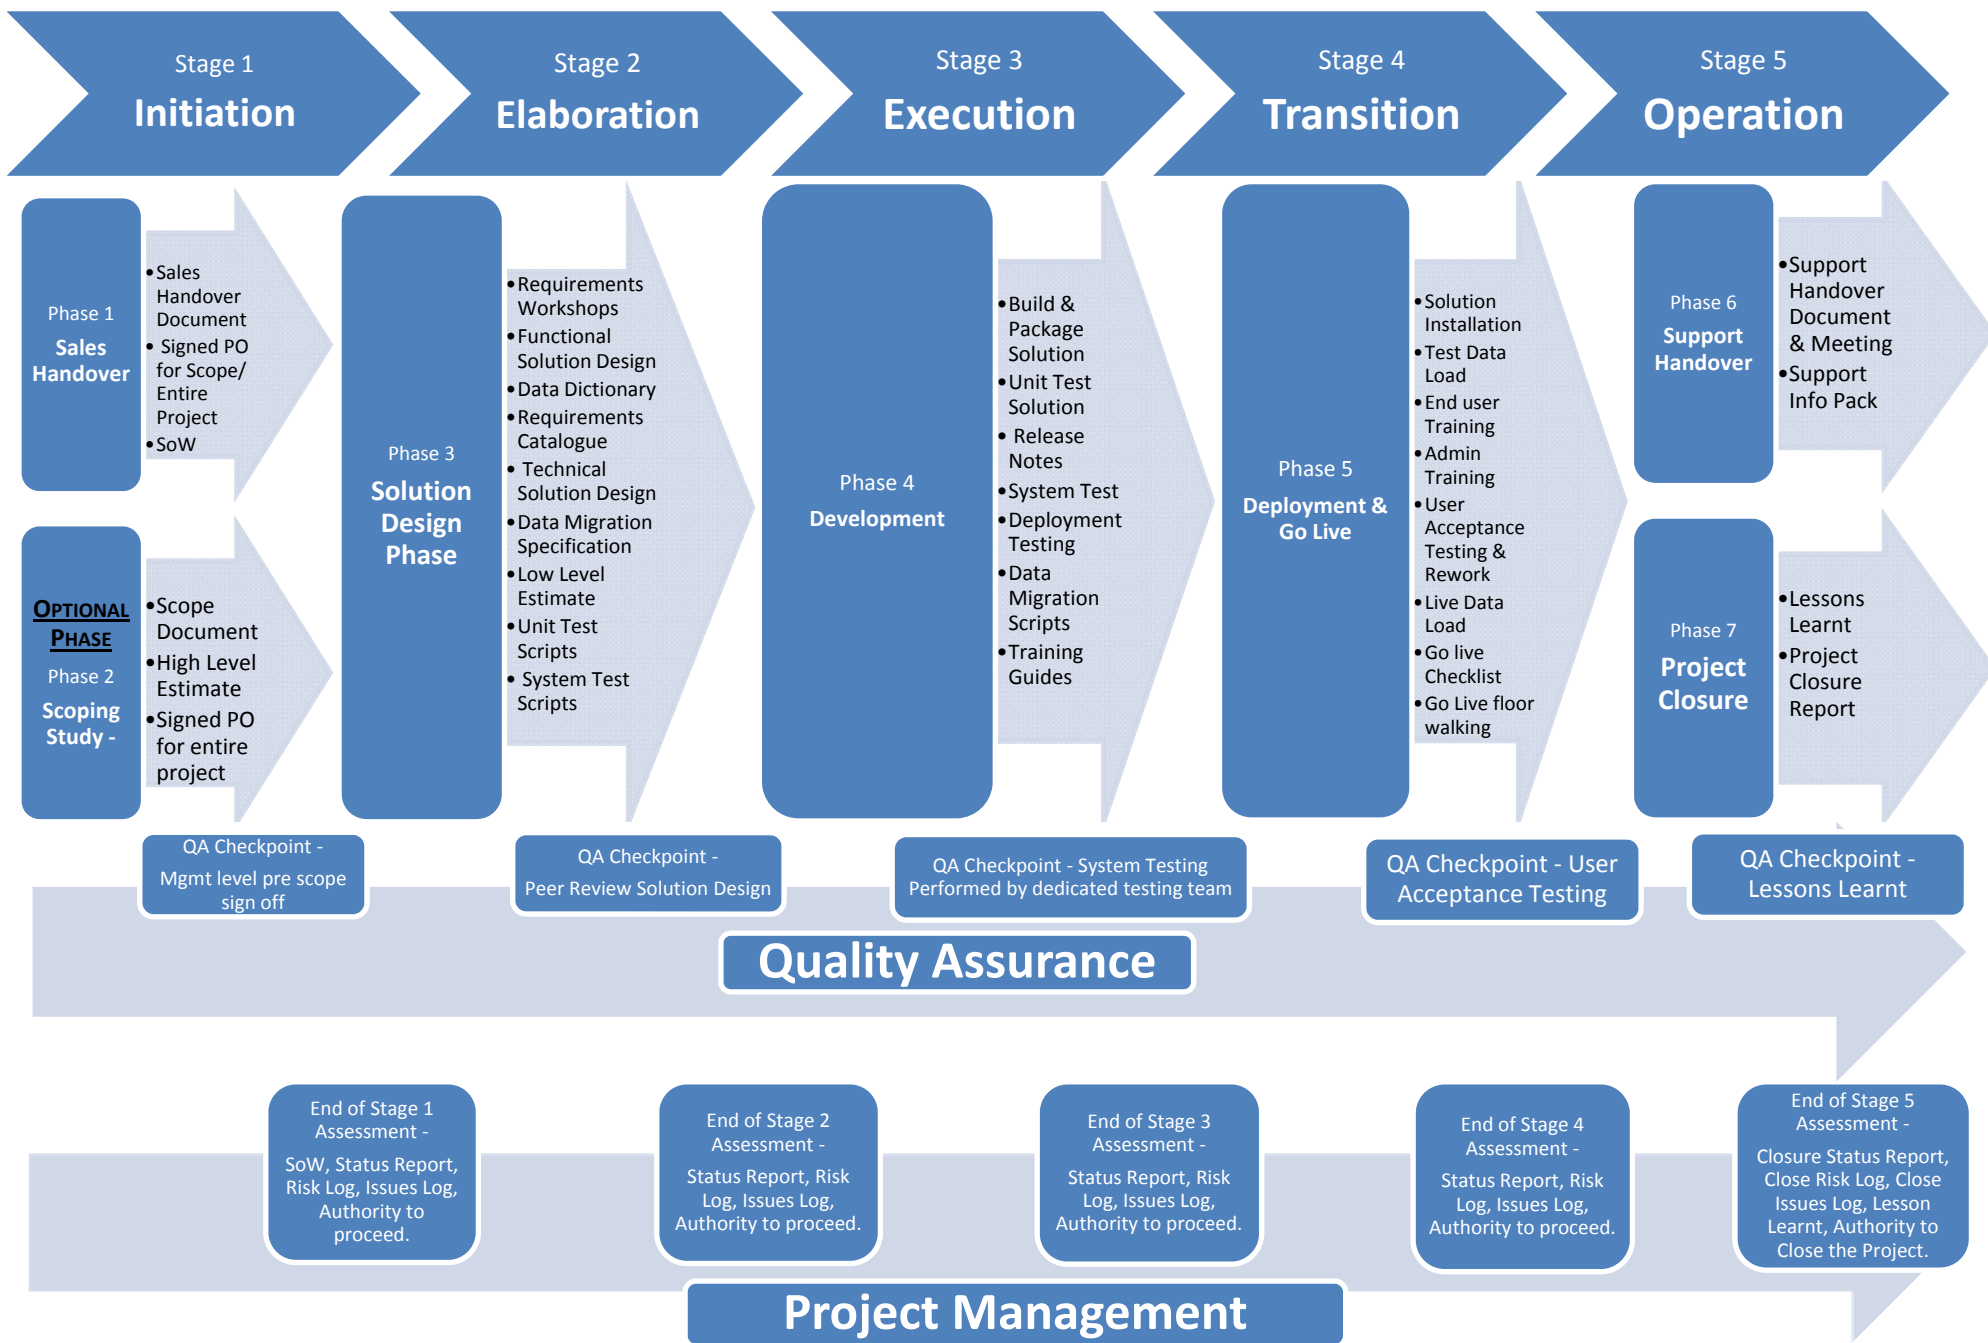 Stage 1
Initiation
Stage 2
Elaboration
Stage 3
Execution
Stage 4
Transition
Stage 5
Operation
Phase 1
Sales
Handover
•Sales
Handover
Document
• Signed PO
for Scope/
Entire
Project
•SoW
OPTIONAL
PHASE
Phase 2
Scoping
Study -
•Scope
Document
•High Level
Estimate
•Signed PO
for entire
project
Phase 3
Solution
Design
Phase
•Requirements
Workshops
•Functional
Solution Design
•Data Dictionary
•Requirements
Catalogue
• Technical
Solution Design
•Data Migration
Specification
•Low Level
Estimate
•Unit Test
Scripts
• System Test
Scripts
Phase 4
Development
•Build &
Package
Solution
•Unit Test
Solution
• Release
Notes
•System Test
•Deployment
Testing
•Data
Migration
Scripts
•Training
Guides
Phase 5
Deployment &
Go Live
•Solution
Installation
•Test Data
Load
•End user
Training
•Admin
Training
•User
Acceptance
Testing &
Rework
•Live Data
Load
•Go live
Checklist
•Go Live floor
walking
Phase 6
Support
Handover
•Support
Handover
Document
& Meeting
•Support
Info Pack
Phase 7
Project
Closure
•Lessons
Learnt
•Project
Closure
Report
QA Checkpoint -
Mgmt level pre scope
sign off
QA Checkpoint -
Peer Review Solution Design
QA Checkpoint - System Testing
Performed by dedicated testing team
QA Checkpoint - User
Acceptance Testing
QA Checkpoint -
Lessons Learnt
Quality Assurance
End of Stage 1
Assessment -
SoW, Status Report,
Risk Log, Issues Log,
Authority to
proceed.
End of Stage 2
Assessment -
Status Report, Risk
Log, Issues Log,
Authority to proceed.
End of Stage 3
Assessment -
Status Report, Risk
Log, Issues Log,
Authority to proceed.
End of Stage 4
Assessment -
Status Report, Risk
Log, Issues Log,
Authority to proceed.
End of Stage 5
Assessment -
Closure Status Report,
Close Risk Log, Close
Issues Log, Lesson
Learnt, Authority to
Close the Project.
Project Management